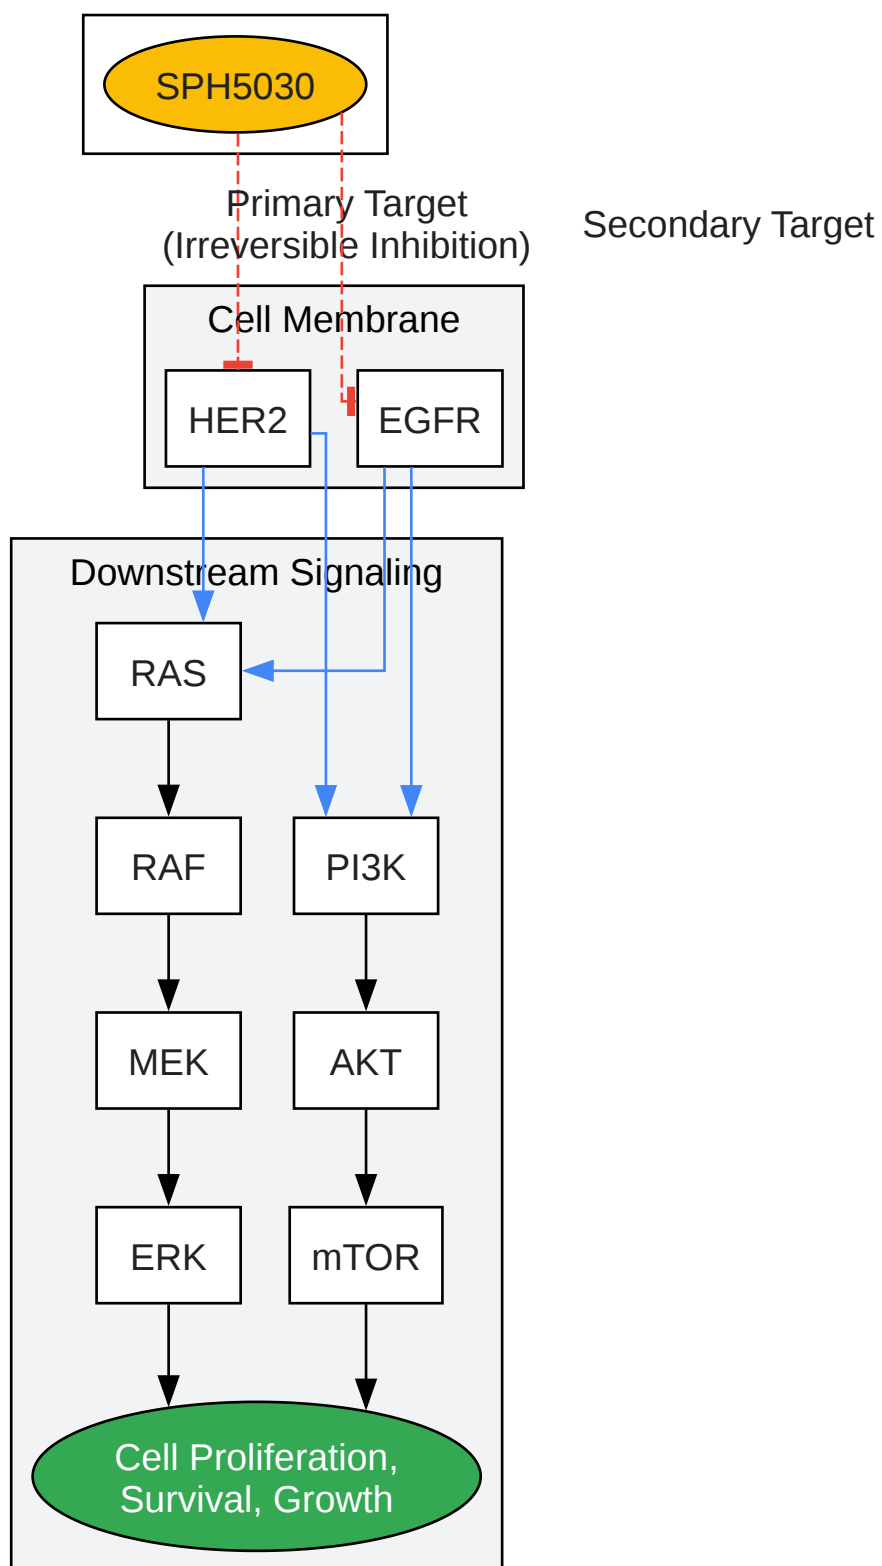 SPH5030
Primary Target
(Irreversible Inhibition)
Secondary Target
Cell Membrane
HER2
EGFR
Downstream Signaling
RAS
RAF
PI3K
MEK
AKT
ERK
mTOR
Cell Proliferation,
Survival, Growth